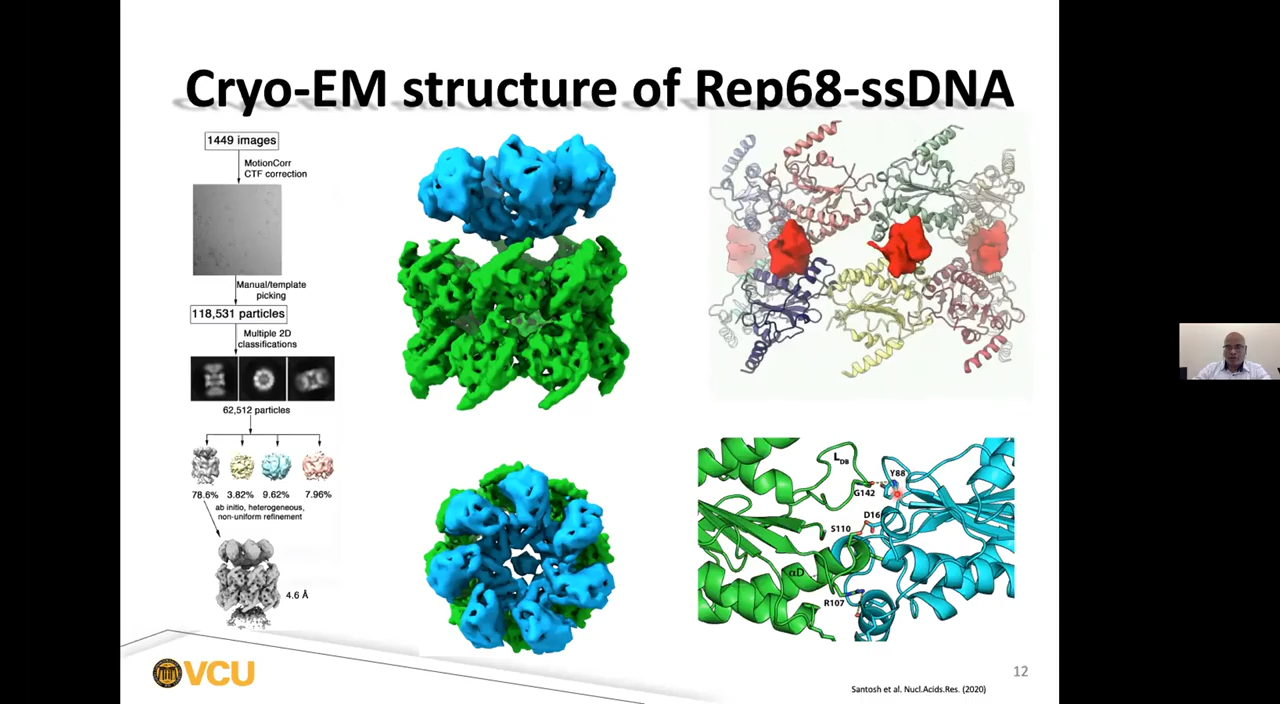 Cryo-EM structure of Rep68-ssDNA
1449 images
MotionCorr
CTF correction
Manual/template
picking
118,531 particles
Multiple 2D
classifications
62,512 particles
78.6% 3.82% 9.62% 7.96%
ab initio, heterogeneous,
non-uniform refinement
4.6 Å
LDB
Y88
G142
D16
S110
αD
R107
VCU
12
Santosh et al. Nucl.Acids.Res. (2020)